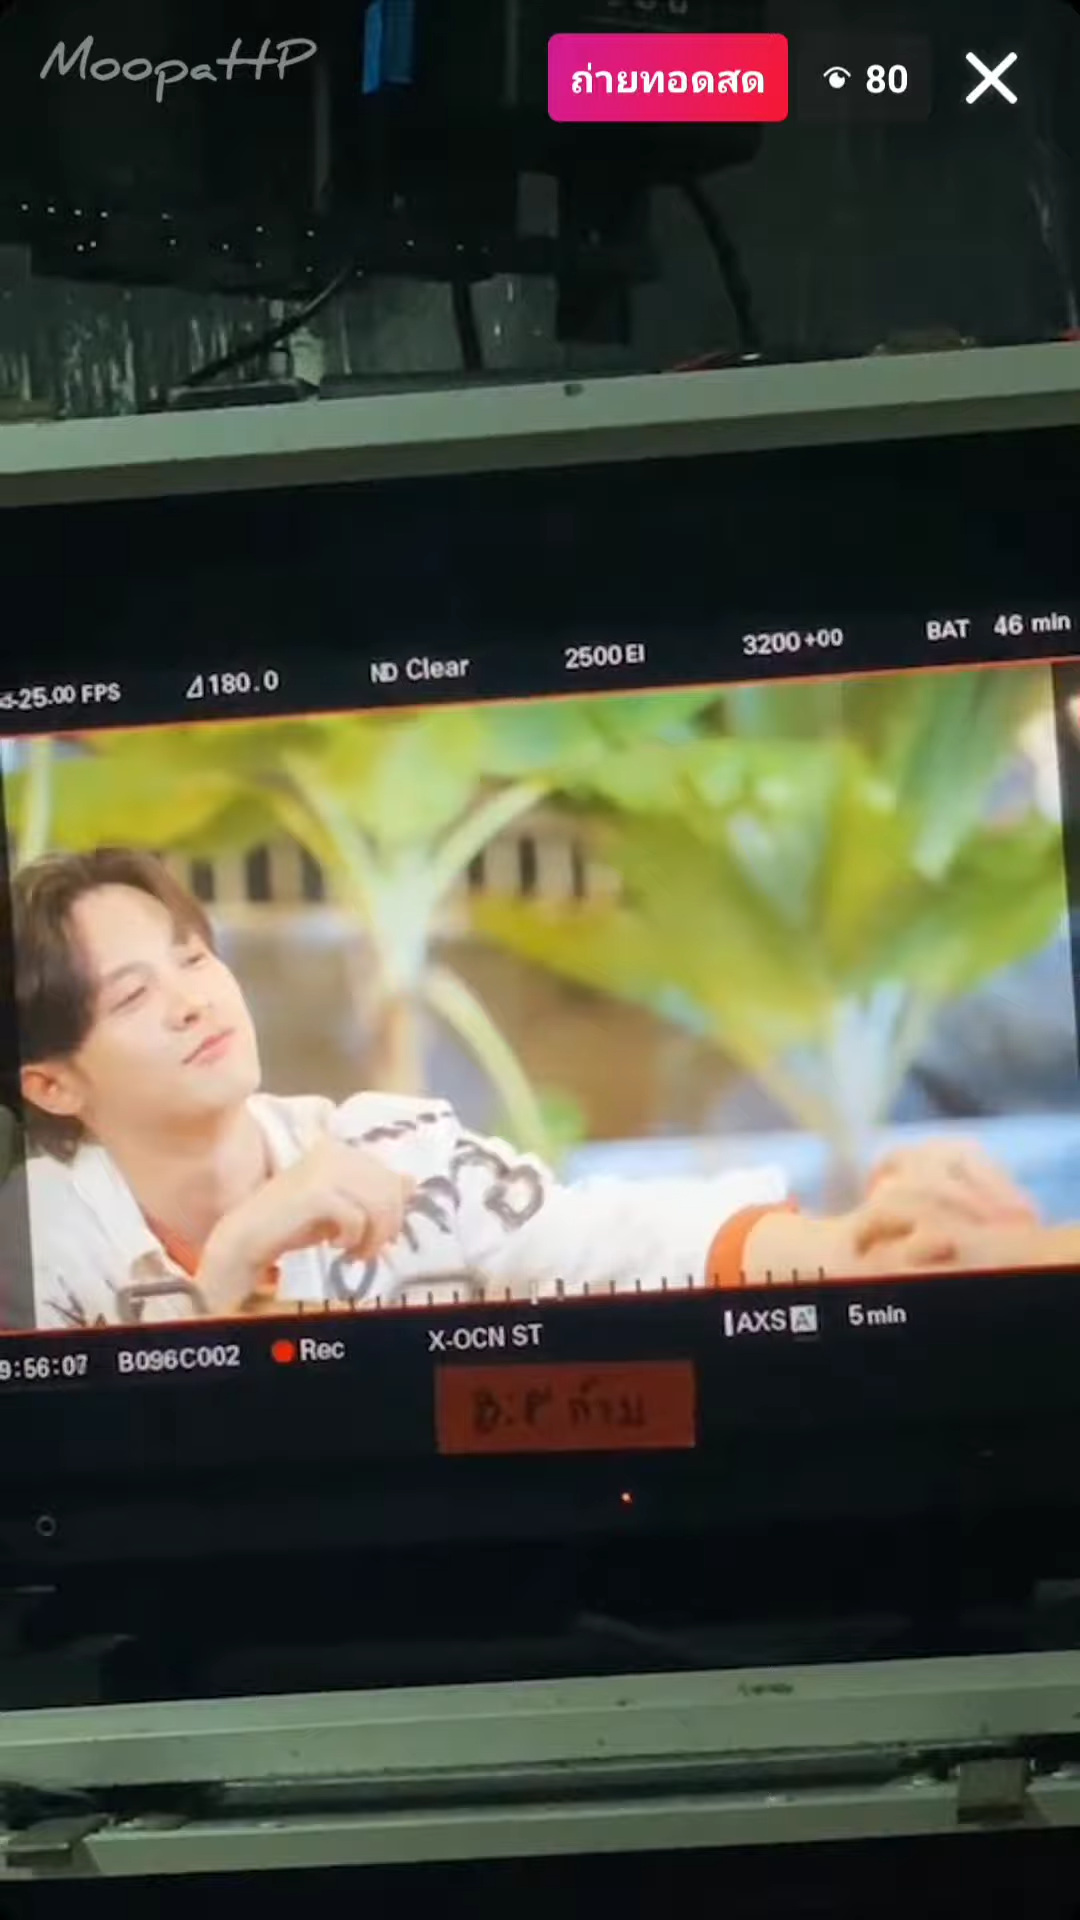 MoopaHP
ถ่ายทอดสด
80
25.00 FPS
⊿180.0
ND Clear
2500 EI
3200+00
BAT 46 min
9:56:07
B096C002
Rec
X-OCN ST
AXS A
5 min
B: